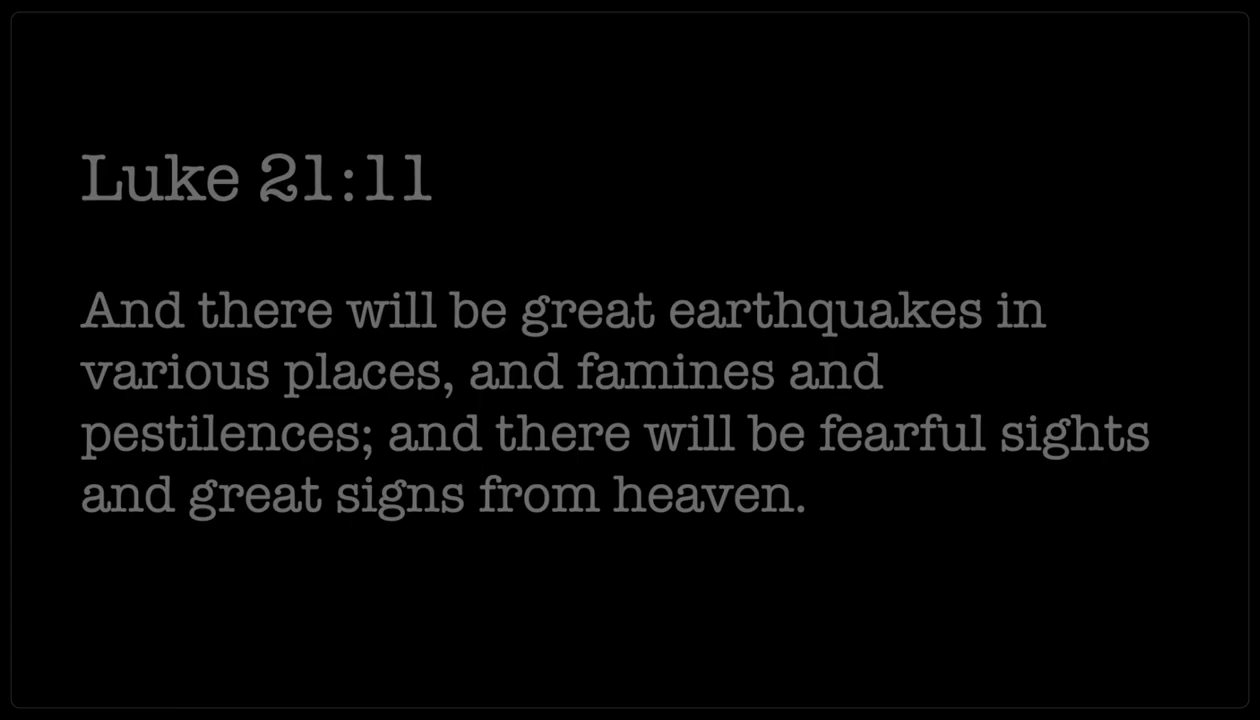 Luke 21:11
And there will be great earthquakes in
various places, and famines and
pestilences; and there will be fearful sights
and great signs from heaven.